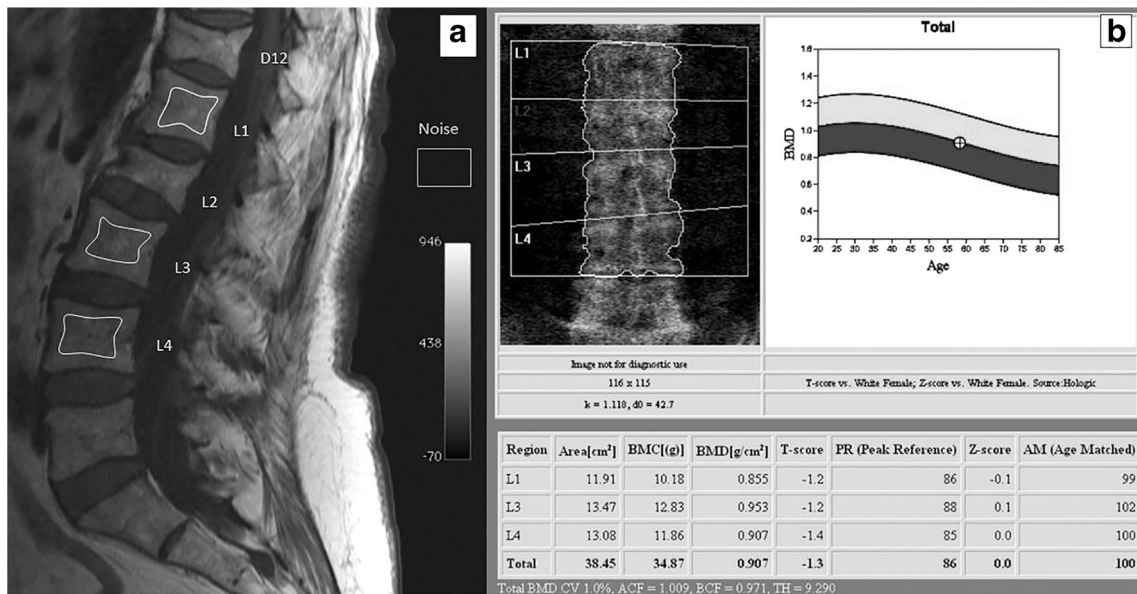 a
D12
L1
L2
L3
L4
Noise
946
438
-70
b
L1
L2
L3
L4
Total
BMD
1.6
1.4
1.2
1.0
0.8
0.6
0.4
0.2
20 25 30 35 40 45 50 55 60 65 70 75 80 85
Age
Image not for diagnostic use
116 x 115
k = 1.118, d0 = 42.7
T-score vs. White Female; Z-score vs. White Female. Source:Hologic
Region Area[cm²] BMC[(g) BMD[g/cm²] T-score PR (Peak Reference) Z-score AM (Age Matched)
L1 11.91 10.18 0.855 -1.2 86 -0.1 99
L3 13.47 12.83 0.953 -1.2 88 0.1 102
L4 13.08 11.86 0.907 -1.4 85 0.0 100
Total 38.45 34.87 0.907 -1.3 86 0.0 100
Total BMD CV 1.0%, ACF = 1.009, BCF = 0.971, TH = 9.290